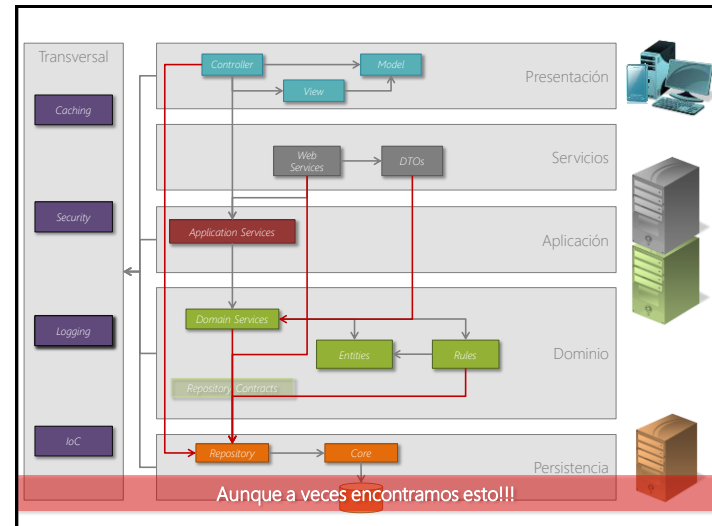 Transversal
Caching
Security
Logging
IoC
Controller
Model
View
Presentación
Web
Services
DTOs
Servicios
Application Services
Aplicación
Domain Services
Entities
Rules
Dominio
Repository Contracts
Repository
Core
Persistencia
Aunque a veces encontramos esto!!!